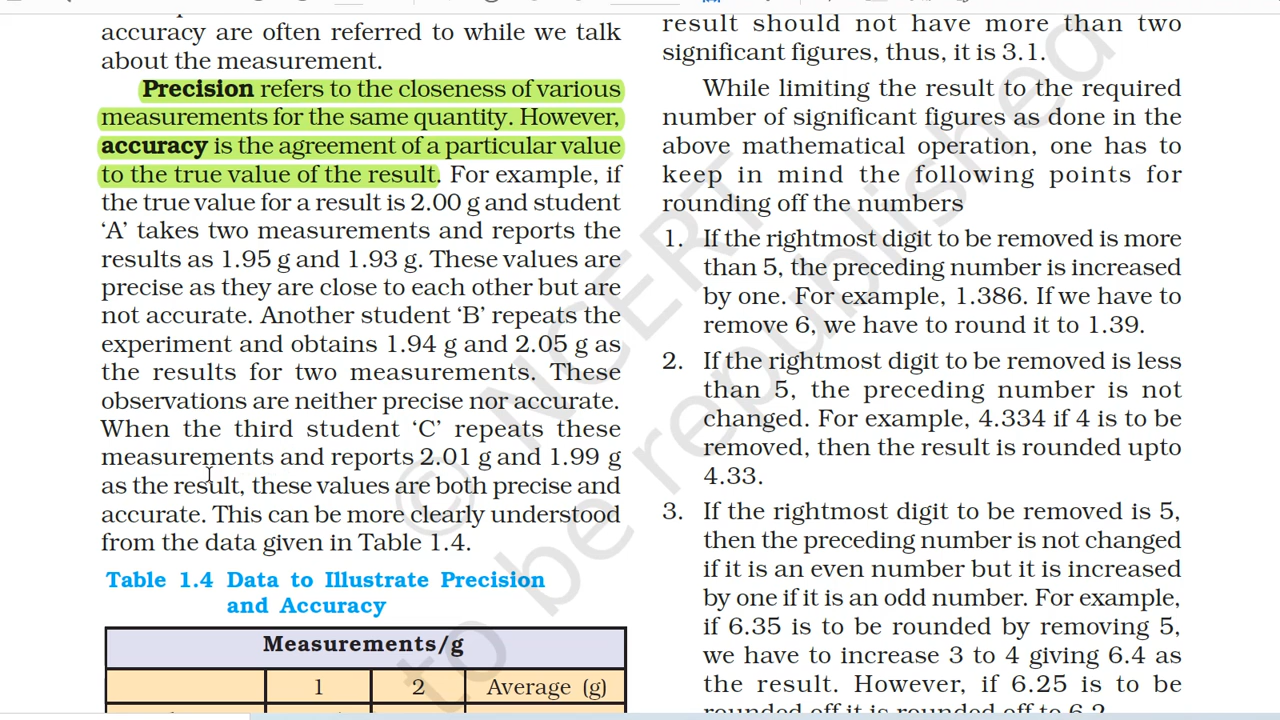 accuracy are often referred to while we talk
about the measurement.
Precision refers to the closeness of various
measurements for the same quantity. However,
accuracy is the agreement of a particular value
to the true value of the result. For example, if
the true value for a result is 2.00 g and student
‘A’ takes two measurements and reports the
results as 1.95 g and 1.93 g. These values are
precise as they are close to each other but are
not accurate. Another student ‘B’ repeats the
experiment and obtains 1.94 g and 2.05 g as
the results for two measurements. These
observations are neither precise nor accurate.
When the third student ‘C’ repeats these
measurements and reports 2.01 g and 1.99 g
as the result, these values are both precise and
accurate. This can be more clearly understood
from the data given in Table 1.4.
Table 1.4 Data to Illustrate Precision
and Accuracy
Measurements/g
1 2 Average (g)
result should not have more than two
significant figures, thus, it is 3.1.
While limiting the result to the required
number of significant figures as done in the
above mathematical operation, one has to
keep in mind the following points for
rounding off the numbers
1. If the rightmost digit to be removed is more
than 5, the preceding number is increased
by one. For example, 1.386. If we have to
remove 6, we have to round it to 1.39.
2. If the rightmost digit to be removed is less
than 5, the preceding number is not
changed. For example, 4.334 if 4 is to be
removed, then the result is rounded upto
4.33.
3. If the rightmost digit to be removed is 5,
then the preceding number is not changed
if it is an even number but it is increased
by one if it is an odd number. For example,
if 6.35 is to be rounded by removing 5,
we have to increase 3 to 4 giving 6.4 as
the result. However, if 6.25 is to be
rounded off it is rounded off to 6.2
© NCERT
to be republished